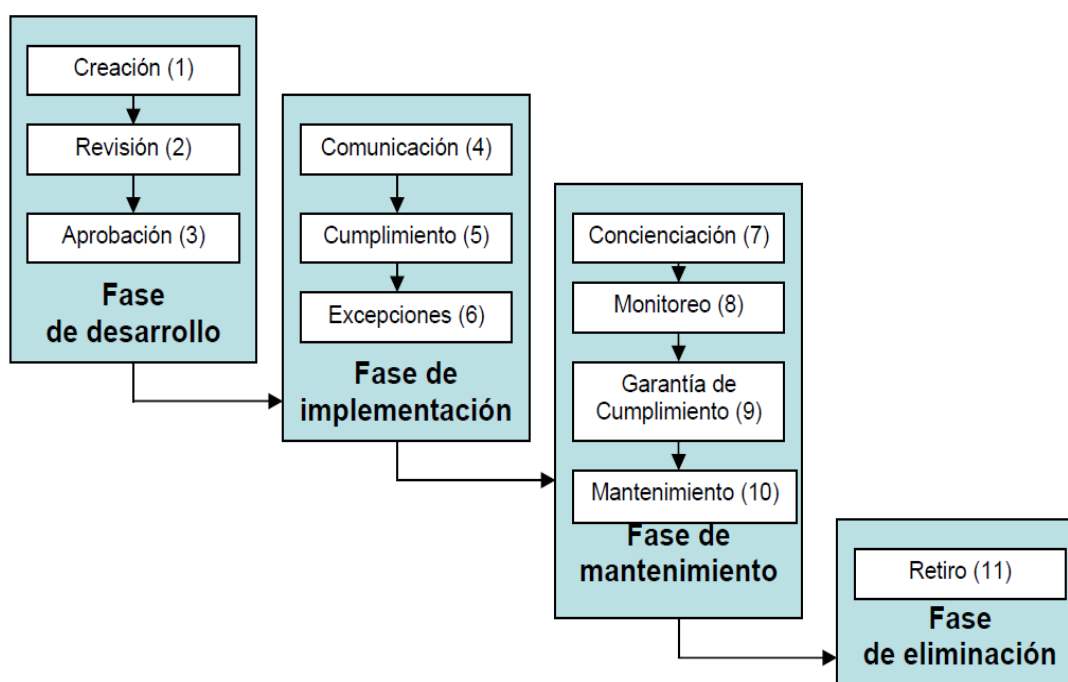 Creación (1)
Revisión (2)
Aprobación (3)
Fase
de desarrollo
Comunicación (4)
Cumplimiento (5)
Excepciones (6)
Fase de
implementación
Concienciación (7)
Monitoreo (8)
Garantía de
Cumplimiento (9)
Mantenimiento (10)
Fase de
mantenimiento
Retiro (11)
Fase
de eliminación